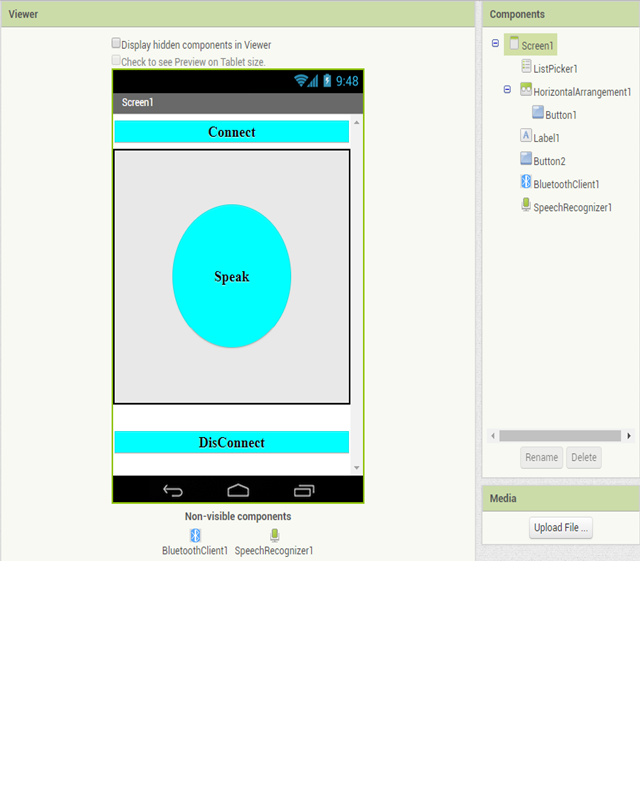 Viewer
Display hidden components in Viewer
Check to see Preview on Tablet size.
9:48
Screen1
Connect
Speak
DisConnect
Non-visible components
BluetoothClient1 SpeechRecognizer1
Components
Screen1
ListPicker1
HorizontalArrangement1
Button1
A Label1
Button2
BluetoothClient1
SpeechRecognizer1
Rename Delete
Media
Upload File ...